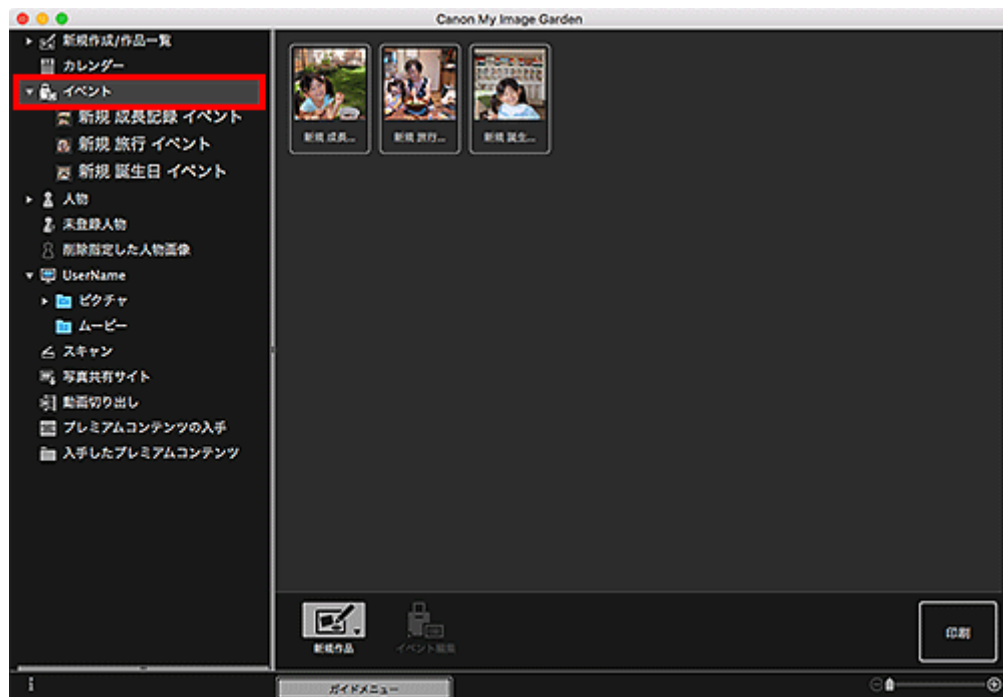 Canon My Image Garden
新規作成/作品一覧
カレンダー
イベント
新規 成長記録 イベント
新規 旅行 イベント
新規 誕生日 イベント
人物
未登録人物
削除指定した人物画像
UserName
ピクチャ
ムービー
スキャン
写真共有サイト
動画切り出し
プレミアムコンテンツの入手
入手したプレミアムコンテンツ
新規 成長...
新規 旅行...
新規 誕生...
新規作品
イベント編集
印刷
ガイドメニュー